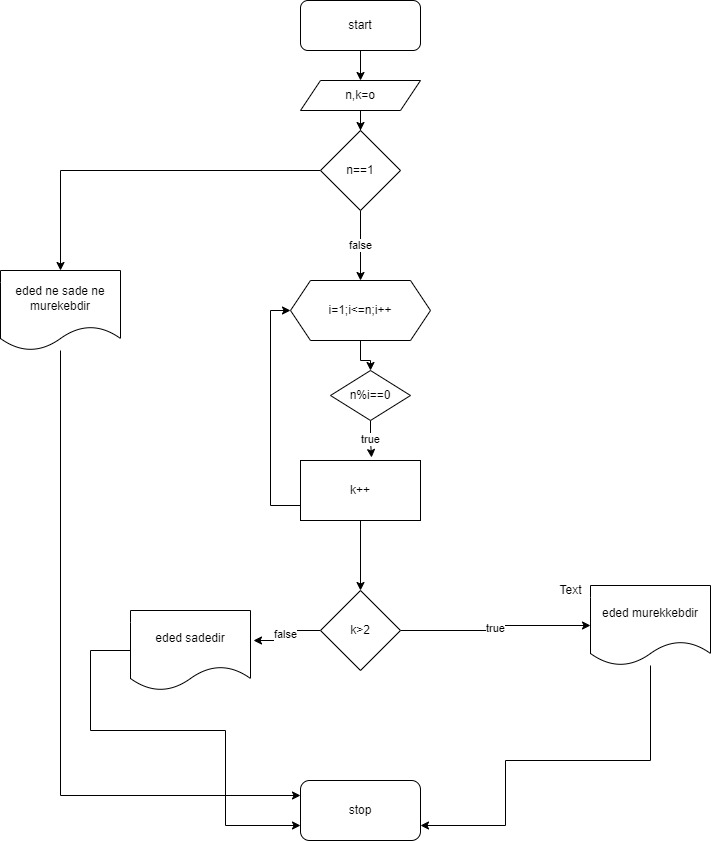 start
n,k=o
n==1
false
eded ne sade ne
murekebdir
i=1;i<=n;i++
n%i==0
true
k++
Text
eded murekkebdir
eded sadedir
false
k>2
true
stop